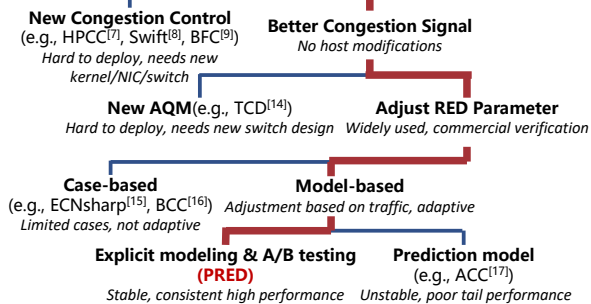 New Congestion Control
(e.g., HPCC[7], Swift[8], BFC[9])
Hard to deploy, needs new
kernel/NIC/switch
Better Congestion Signal
No host modifications
New AQM(e.g., TCD[14])
Hard to deploy, needs new switch design
Adjust RED Parameter
Widely used, commercial verification
Case-based
(e.g., ECNsharp[15], BCC[16])
Limited cases, not adaptive
Model-based
Adjustment based on traffic, adaptive
Explicit modeling & A/B testing
(PRED)
Stable, consistent high performance
Prediction model
(e.g., ACC[17])
Unstable, poor tail performance